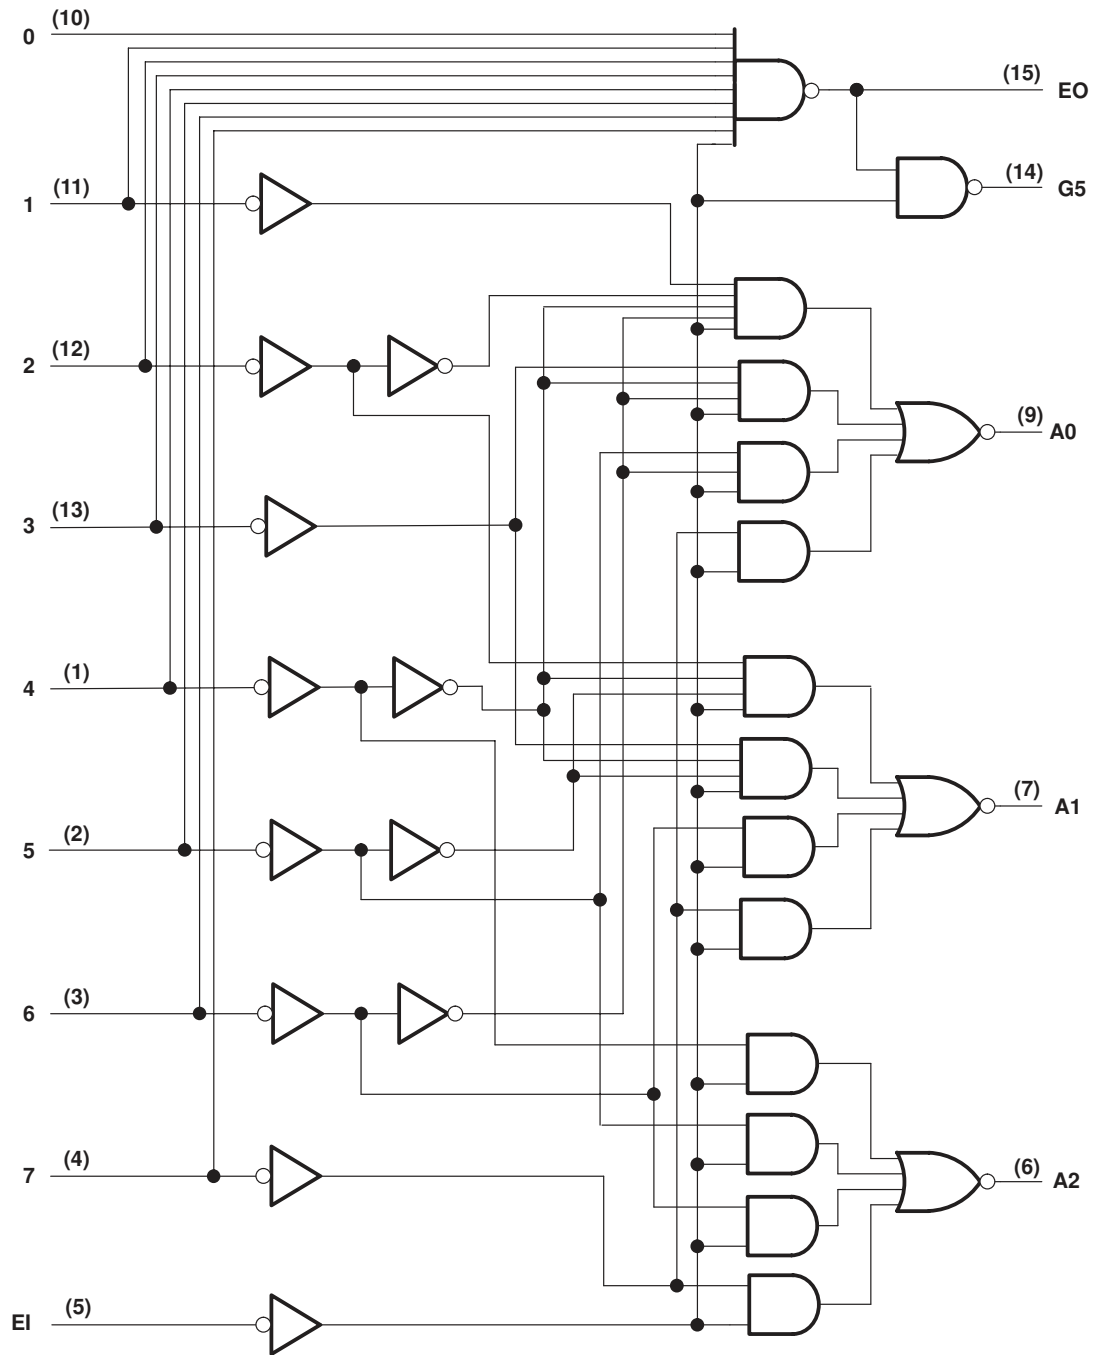 0 (10)
(15) EO
(14) G5
1 (11)
2 (12)
(9) A0
3 (13)
4 (1)
(7) A1
5 (2)
6 (3)
7 (4)
(6) A2
EI (5)